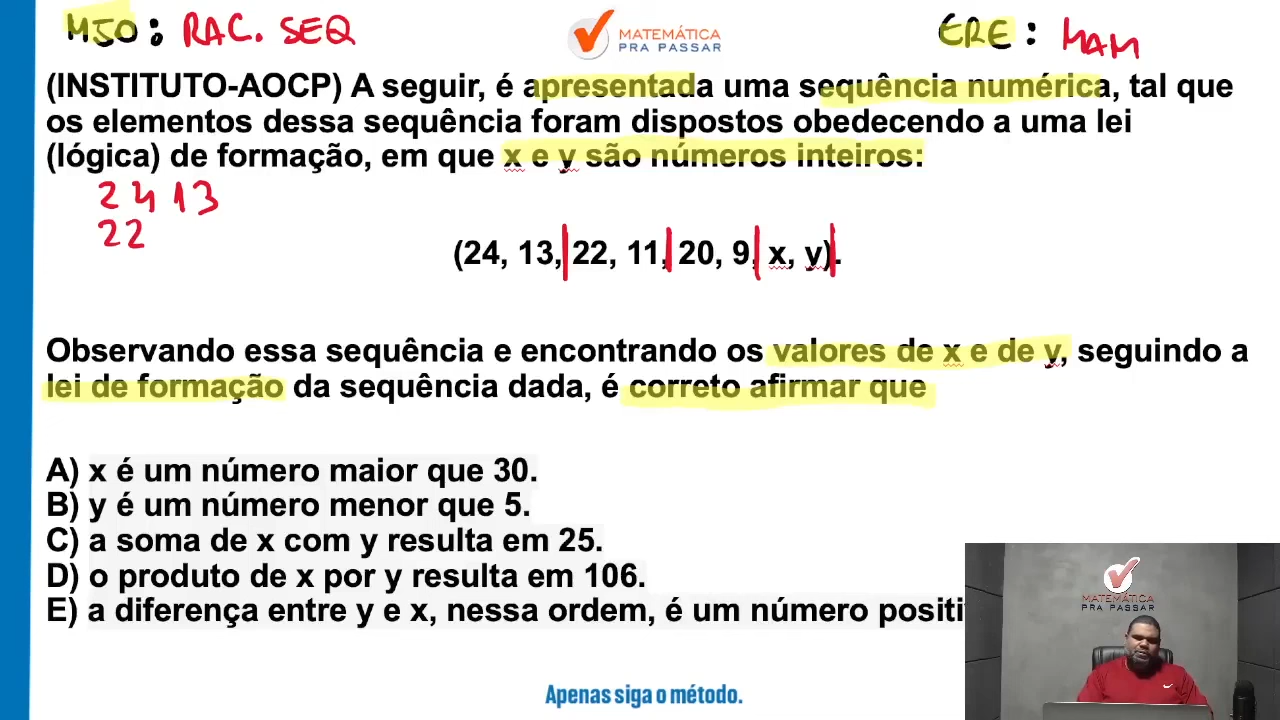 MJO: RAC. SEQ
MATEMÁTICA
PRA PASSAR
CRE: MAM
(INSTITUTO-AOCP) A seguir, é apresentada uma sequência numérica, tal que
os elementos dessa sequência foram dispostos obedecendo a uma lei
(lógica) de formação, em que x e y são números inteiros:
24 13
22
(24, 13, 22, 11, 20, 9, x, y).
Observando essa sequência e encontrando os valores de x e de y, seguindo a
lei de formação da sequência dada, é correto afirmar que
A) x é um número maior que 30.
B) y é um número menor que 5.
C) a soma de x com y resulta em 25.
D) o produto de x por y resulta em 106.
E) a diferença entre y e x, nessa ordem, é um número positi
MATEMÁTICA
PRA PASSAR
Apenas siga o método.